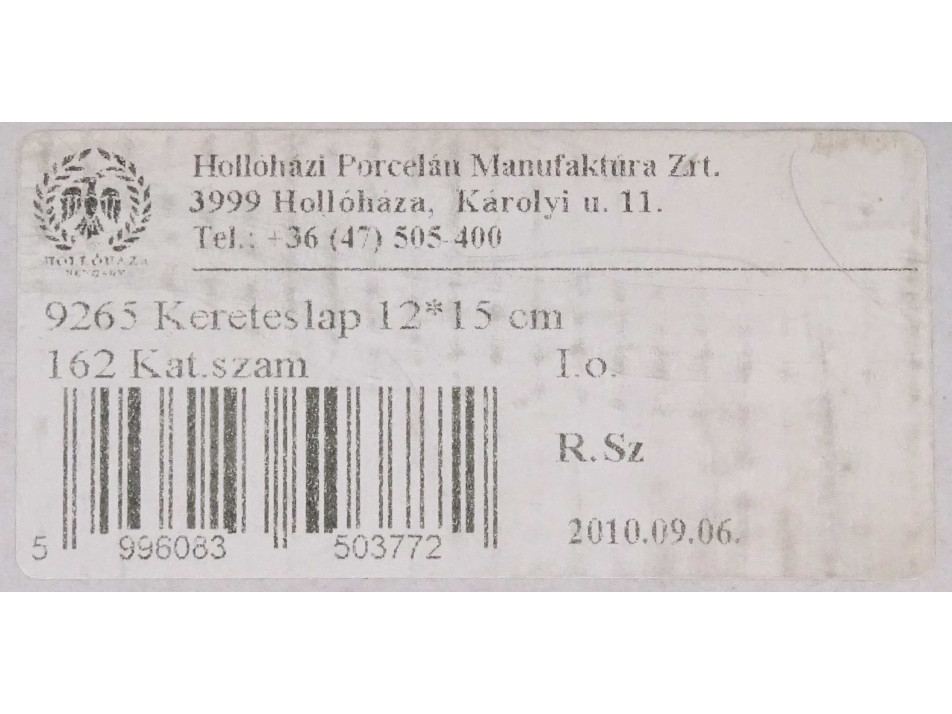 Hollóházi Porcelán Manufaktúra Zrt.
3999 Hollóháza, Károlyi u. 11.
Tel.: +36 (47) 505-400
HOLLÓHÁZA
HUNGARY
9265 Kereteslap 12*15 cm
162 Kat.szam I.o.
R.Sz
2010.09.06.
5 996083 503772